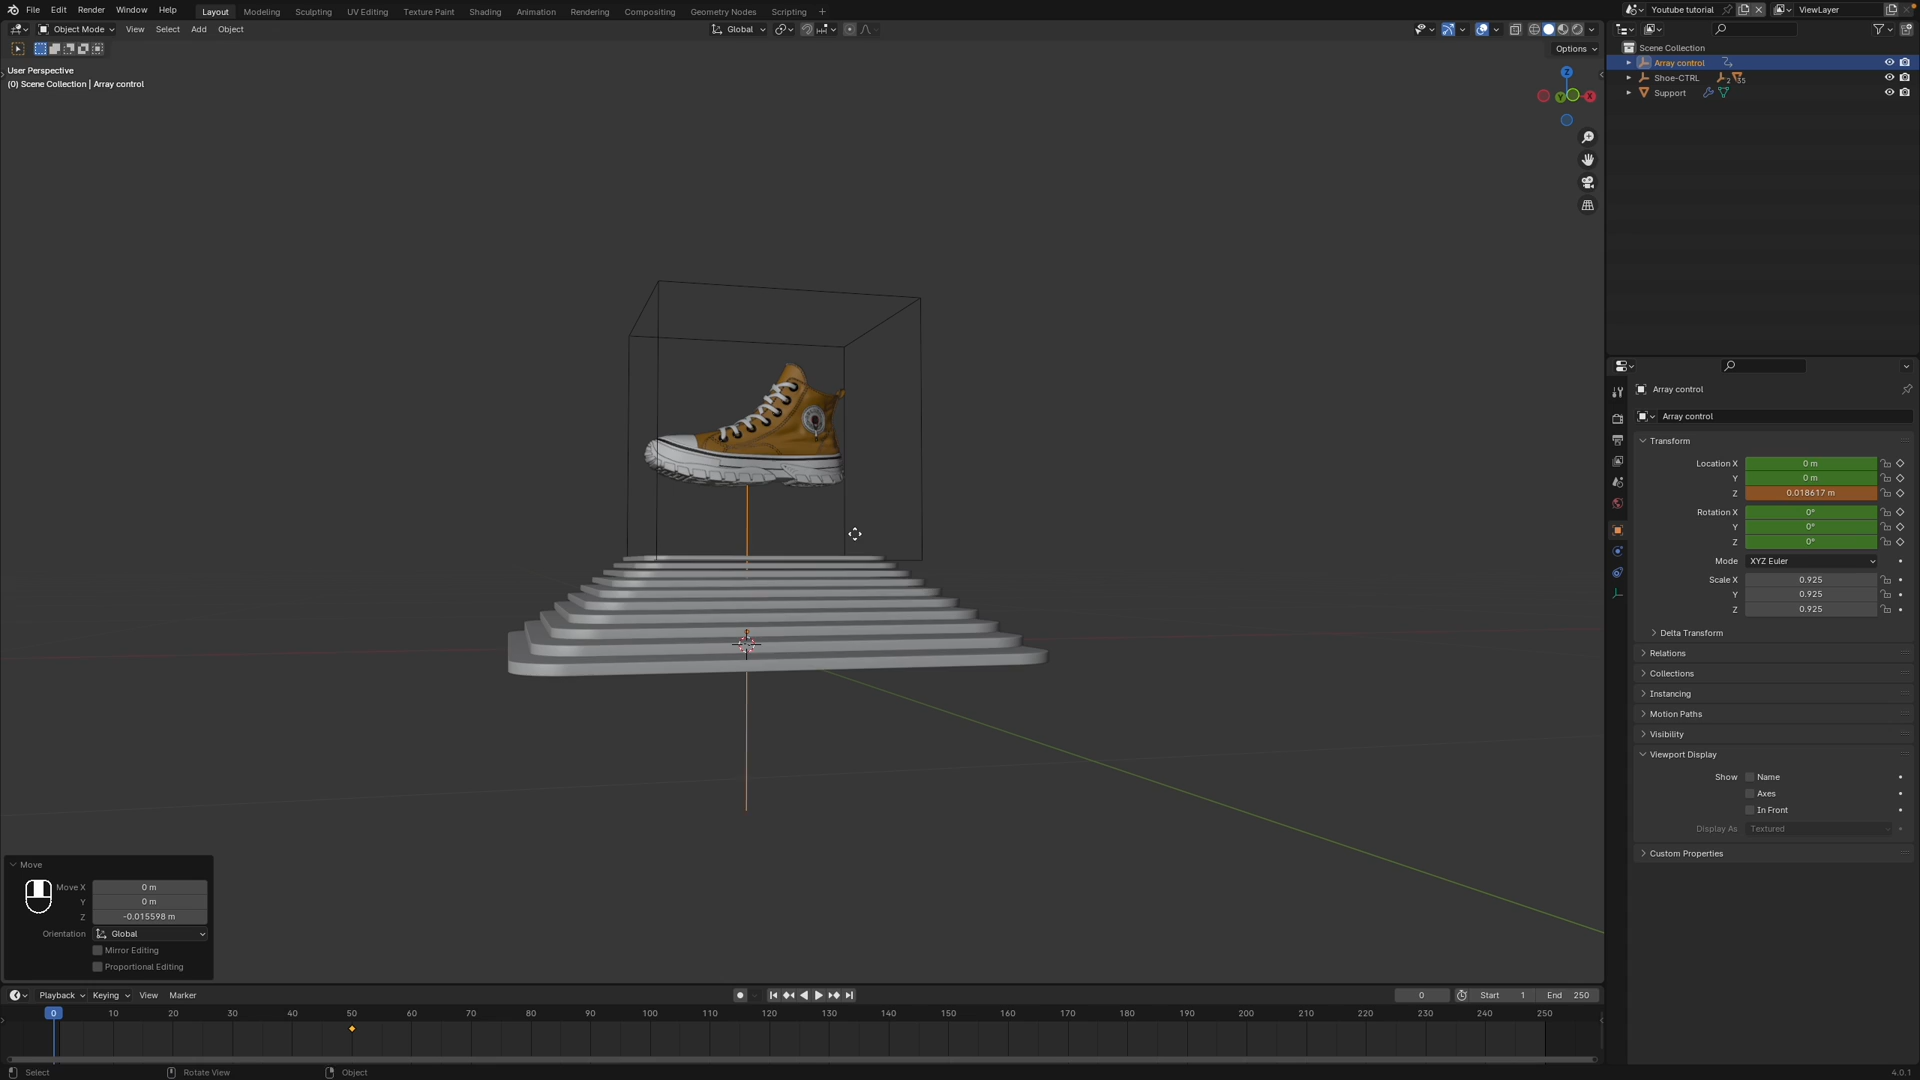 File Edit Render Window Help Layout Modeling Sculpting UV Editing Texture Paint Shading Animation Rendering Compositing Geometry Nodes Scripting + Youtube tutorial ViewLayer
Object Mode View Select Add Object Global
Options
User Perspective
(0) Scene Collection | Array control
Z
Y
X
Scene Collection
Array control
Shoe-CTRL 2 35
Support
Array control
Array control
Transform
Location X 0 m
Y 0 m
Z 0.018617 m
Rotation X 0°
Y 0°
Z 0°
Mode XYZ Euler
Scale X 0.925
Y 0.925
Z 0.925
Delta Transform
Relations
Collections
Instancing
Motion Paths
Visibility
Viewport Display
Show Name
Axes
In Front
Display As Textured
Custom Properties
Move
Move X 0 m
Y 0 m
Z -0.015598 m
Orientation Global
Mirror Editing
Proportional Editing
Playback Keying View Marker 0 Start 1 End 250
0 10 20 30 40 50 60 70 80 90 100 110 120 130 140 150 160 170 180 190 200 210 220 230 240 250
Select Rotate View Object 4.0.1